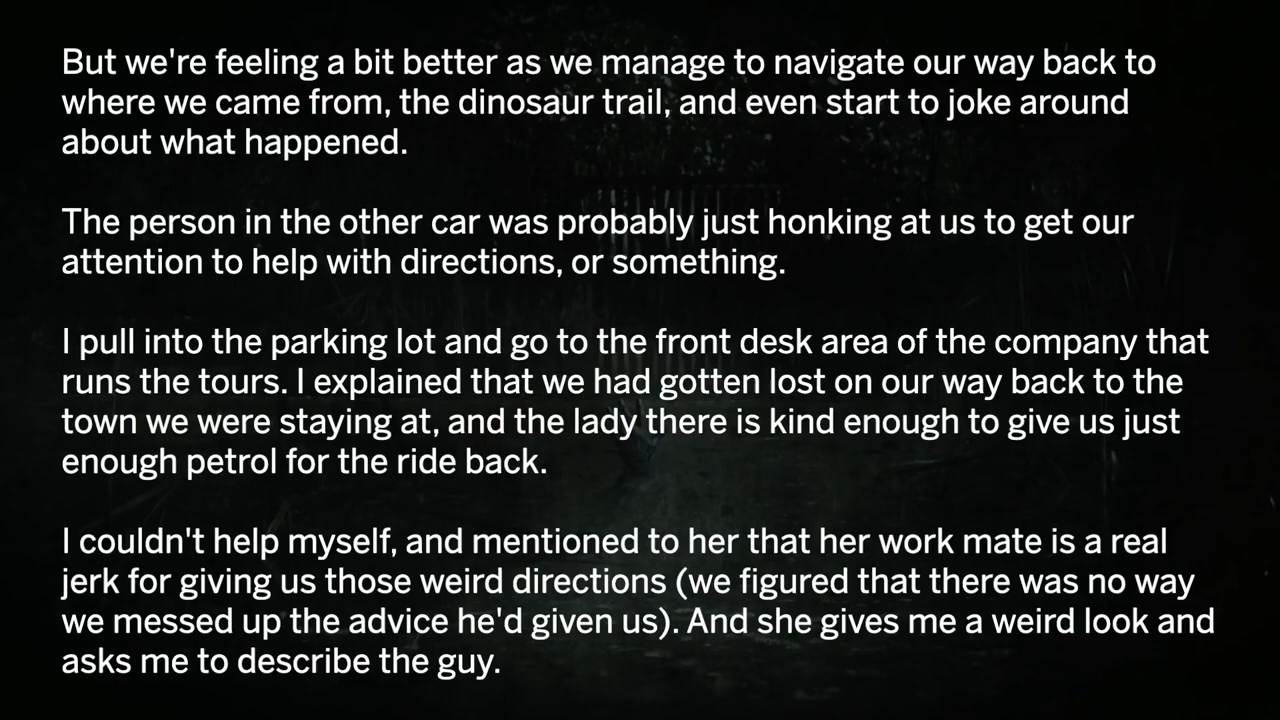 But we're feeling a bit better as we manage to navigate our way back to
where we came from, the dinosaur trail, and even start to joke around
about what happened.
The person in the other car was probably just honking at us to get our
attention to help with directions, or something.
I pull into the parking lot and go to the front desk area of the company that
runs the tours. I explained that we had gotten lost on our way back to the
town we were staying at, and the lady there is kind enough to give us just
enough petrol for the ride back.
I couldn't help myself, and mentioned to her that her work mate is a real
jerk for giving us those weird directions (we figured that there was no way
we messed up the advice he'd given us). And she gives me a weird look and
asks me to describe the guy.